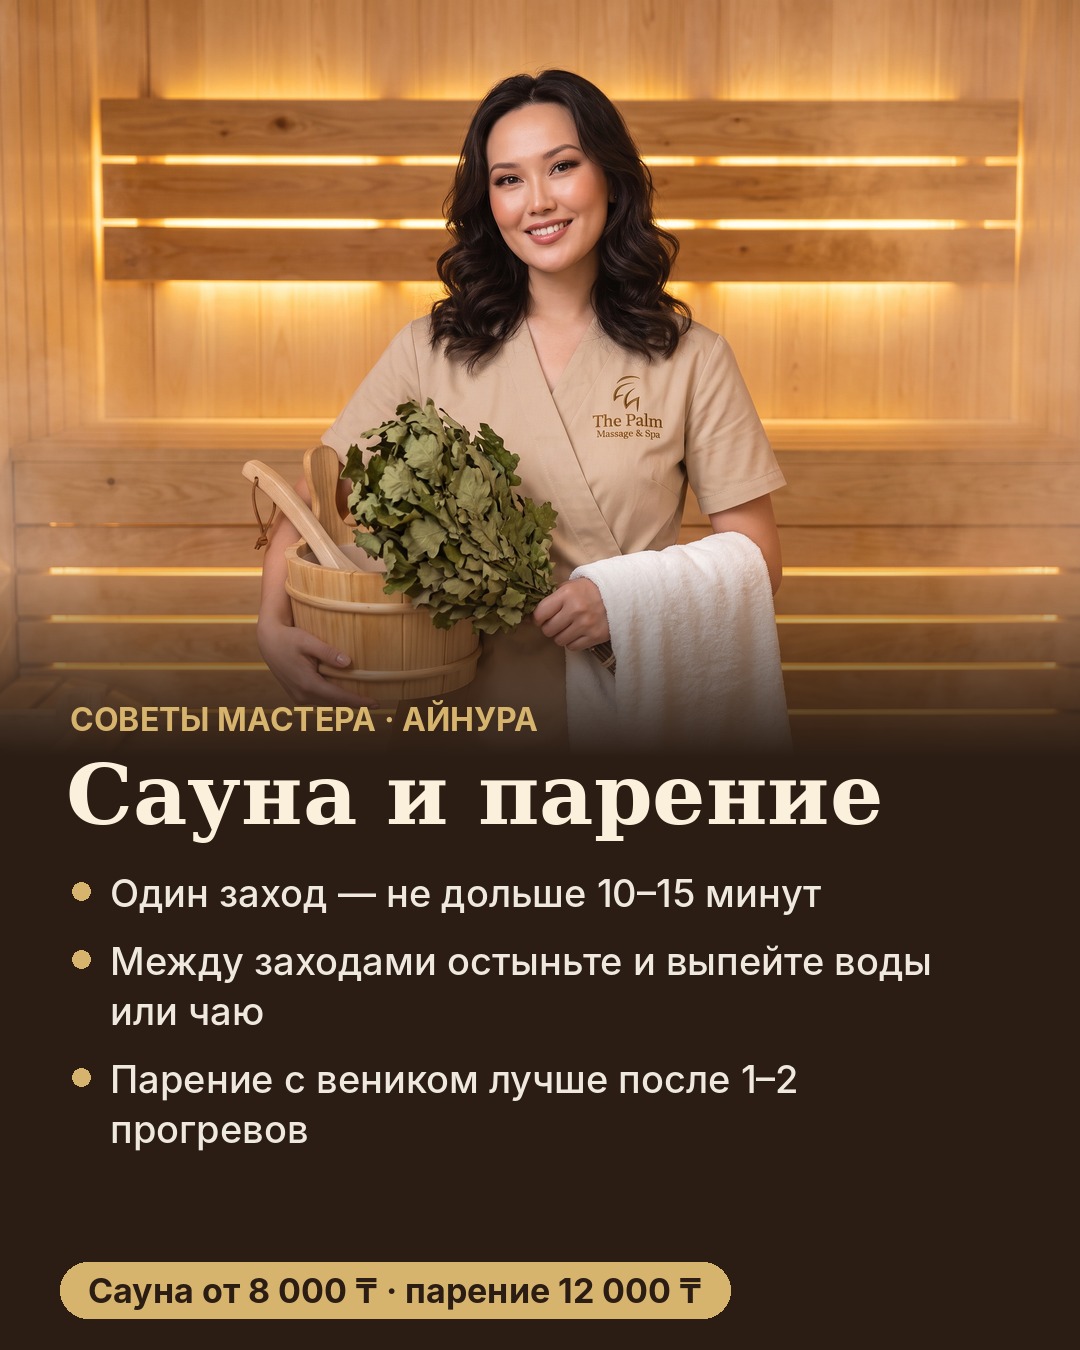 The Palm
Massage & Spa
СОВЕТЫ МАСТЕРА · АЙНУРА
Сауна и парение
Один заход — не дольше 10–15 минут
Между заходами остыньте и выпейте воды
или чаю
Парение с веником лучше после 1–2
прогревов
Сауна от 8 000 ₸ · парение 12 000 ₸